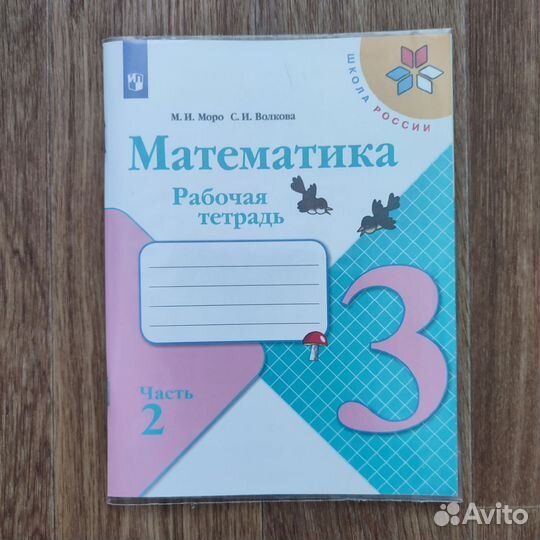 ШКОЛА РОССИИ
М. И. Моро С. И. Волкова
Математика
Рабочая
тетрадь
3
Часть
2
Avito